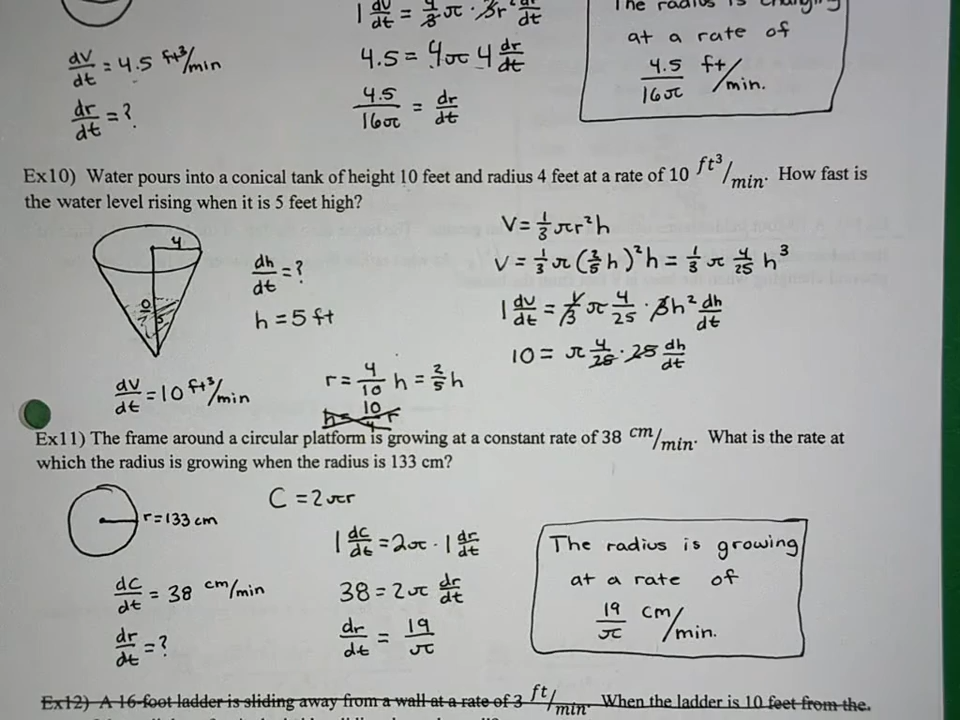 1 dV/dt = 4/3 π · 3r² dr/dt
The radius is changing
at a rate of
4.5/16π ft/min.
dV/dt = 4.5 ft³/min
4.5 = 4π 4 dr/dt
dr/dt = ?
4.5/16π = dr/dt
Ex10) Water pours into a conical tank of height 10 feet and radius 4 feet at a rate of 10 ft³/min. How fast is
the water level rising when it is 5 feet high?
4
10
5
dh/dt = ?
h = 5 ft
dV/dt = 10 ft³/min
r = 4/10 h = 2/5 h
h = 10/4 r
V = 1/3 πr²h
V = 1/3 π (2/5 h)² h = 1/3 π 4/25 h³
1 dV/dt = 1/3 π 4/25 · 3h² dh/dt
10 = π 4/25 · 25 dh/dt
Ex11) The frame around a circular platform is growing at a constant rate of 38 cm/min. What is the rate at
which the radius is growing when the radius is 133 cm?
r = 133 cm
C = 2πr
dC/dt = 38 cm/min
dr/dt = ?
1 dC/dt = 2π · 1 dr/dt
38 = 2π dr/dt
dr/dt = 19/π
The radius is growing
at a rate of
19/π cm/min.
Ex12) A 16-foot ladder is sliding away from a wall at a rate of 3 ft/min. When the ladder is 10 feet from the